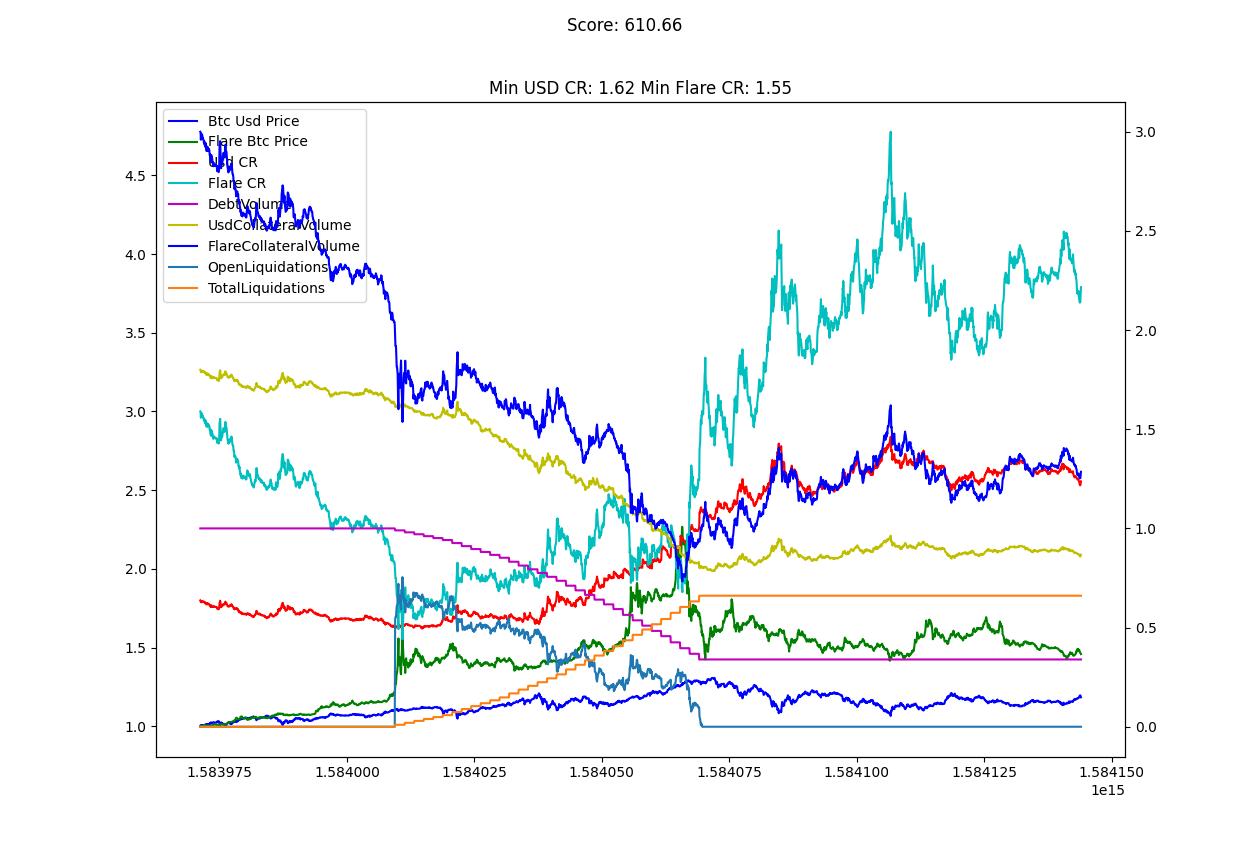 Score: 610.66
Min USD CR: 1.62 Min Flare CR: 1.55
Btc Usd Price
Flare Btc Price
Usd CR
Flare CR
DebtVolume
UsdCollateralVolume
FlareCollateralVolume
OpenLiquidations
TotalLiquidations
4.5
4.0
3.5
3.0
2.5
2.0
1.5
1.0
3.0
2.5
2.0
1.5
1.0
0.5
0.0
1.583975 1.584000 1.584025 1.584050 1.584075 1.584100 1.584125 1.584150
1e15